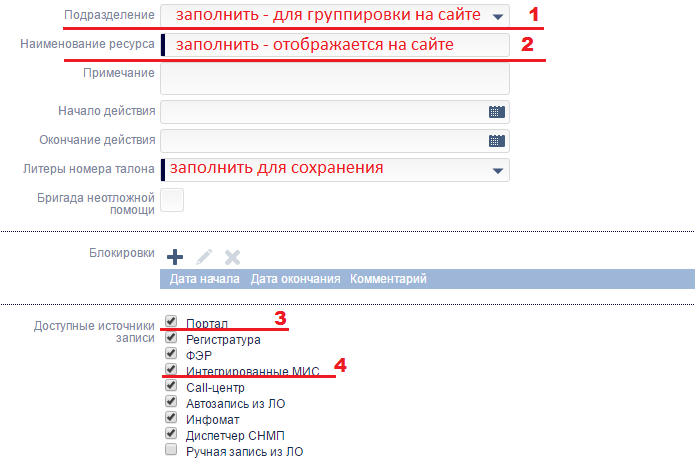 Подразделение заполнить - для группировки на сайте 1
Наименование ресурса заполнить - отображается на сайте 2
Примечание
Начало действия
Окончание действия
Литеры номера талона заполнить для сохранения
Бригада неотложной
помощи
Блокировки
Дата начала Дата окончания Комментарий
Доступные источники
записи
Портал 3
Регистратура
ФЭР
Интегрированные МИС 4
Call-центр
Автозапись из ЛО
Инфомат
Диспетчер СНМП
Ручная запись из ЛО